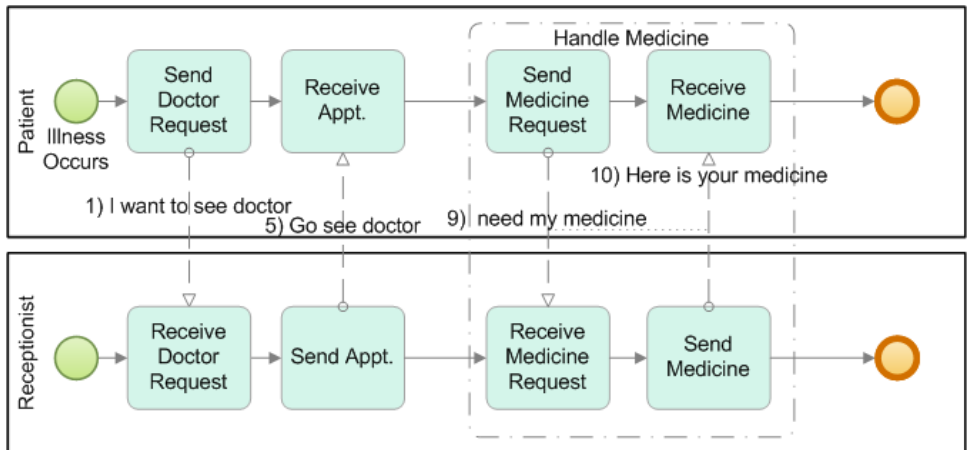 Handle Medicine
Patient
Illness
Occurs
Send
Doctor
Request
Receive
Appt.
Send
Medicine
Request
Receive
Medicine
1) I want to see doctor
5) Go see doctor
9)  need my medicine
10) Here is your medicine
Receptionist
Receive
Doctor
Request
Send Appt.
Receive
Medicine
Request
Send
Medicine